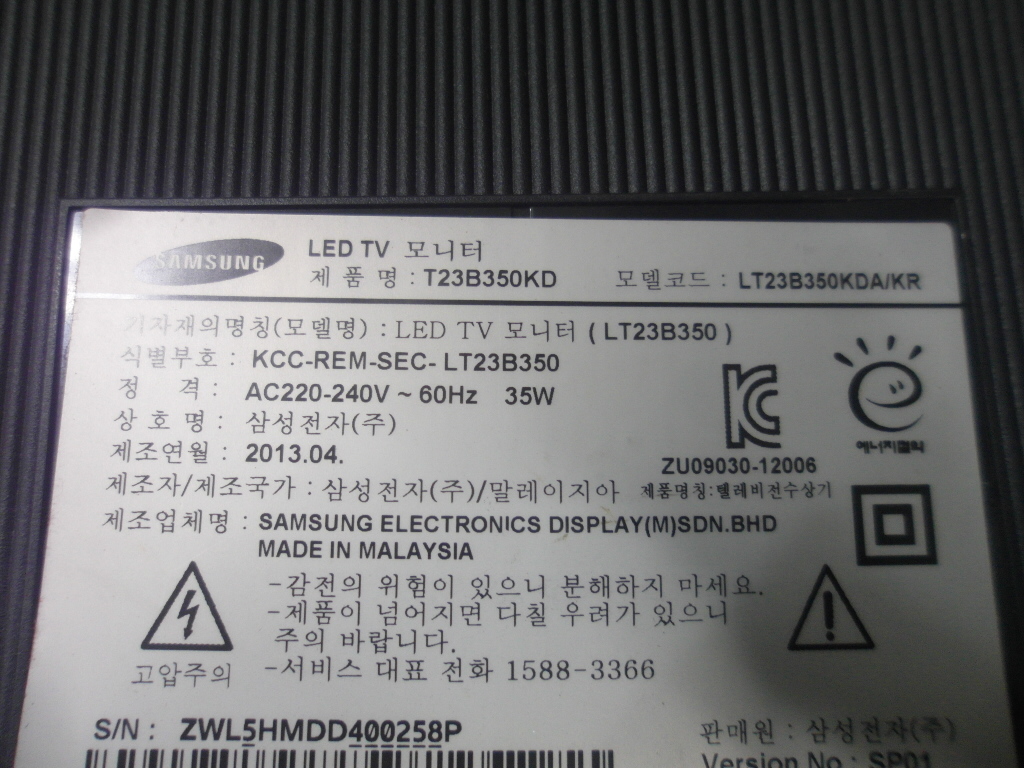 SAMSUNG
LED TV 모니터
제 품 명 : T23B350KD 모델코드 : LT23B350KDA/KR
기자재의명칭(모델명) : LED TV 모니터 ( LT23B350 )
식별부호 : KCC-REM-SEC- LT23B350
정 격 : AC220-240V ~ 60Hz 35W
상 호 명 : 삼성전자(주)
제조연월 : 2013.04.
에너지절약
ZU09030-12006
제조자/제조국가 : 삼성전자(주)/말레이지아 제품명칭:텔레비전수상기
제조업체명 : SAMSUNG ELECTRONICS DISPLAY(M)SDN.BHD
MADE IN MALAYSIA
-감전의 위험이 있으니 분해하지 마세요.
-제품이 넘어지면 다칠 우려가 있으니
주의 바랍니다.
고압주의 -서비스 대표 전화 1588-3366
S/N : ZWL5HMDD400258P 판매원 : 삼성전자(주)
Version No : SP01